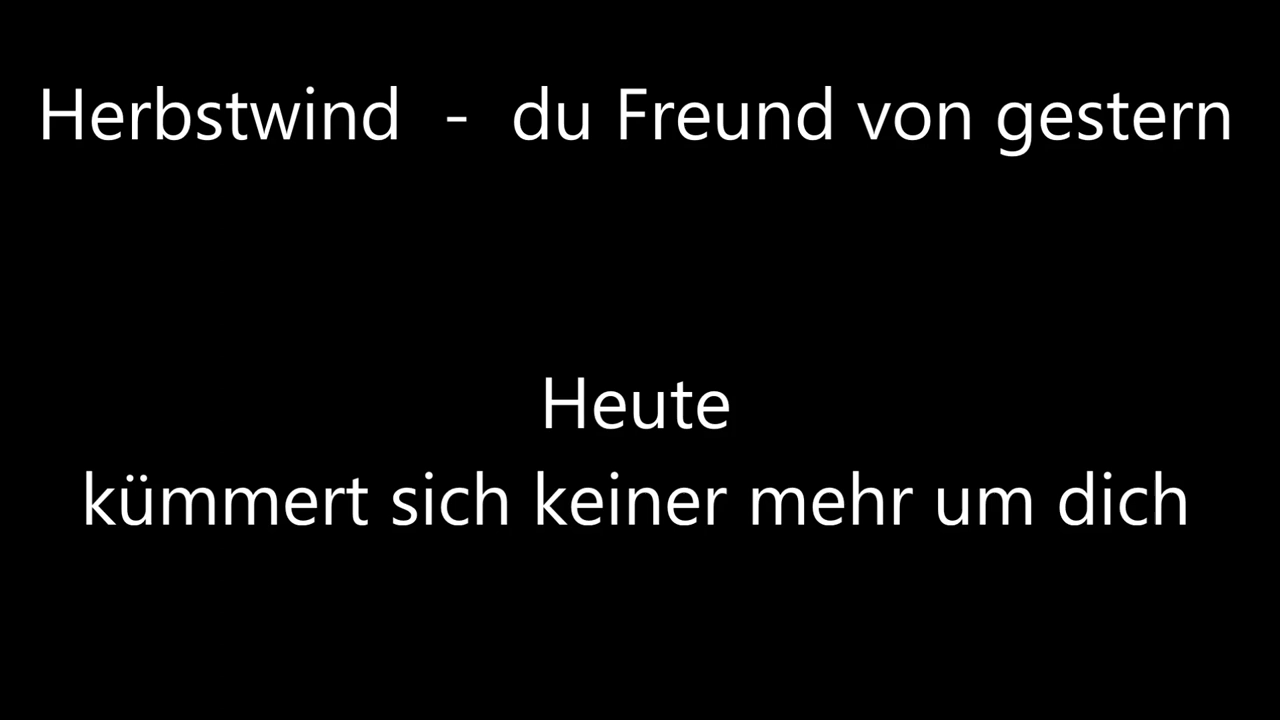 Herbstwind - du Freund von gestern
Heute
kümmert sich keiner mehr um dich